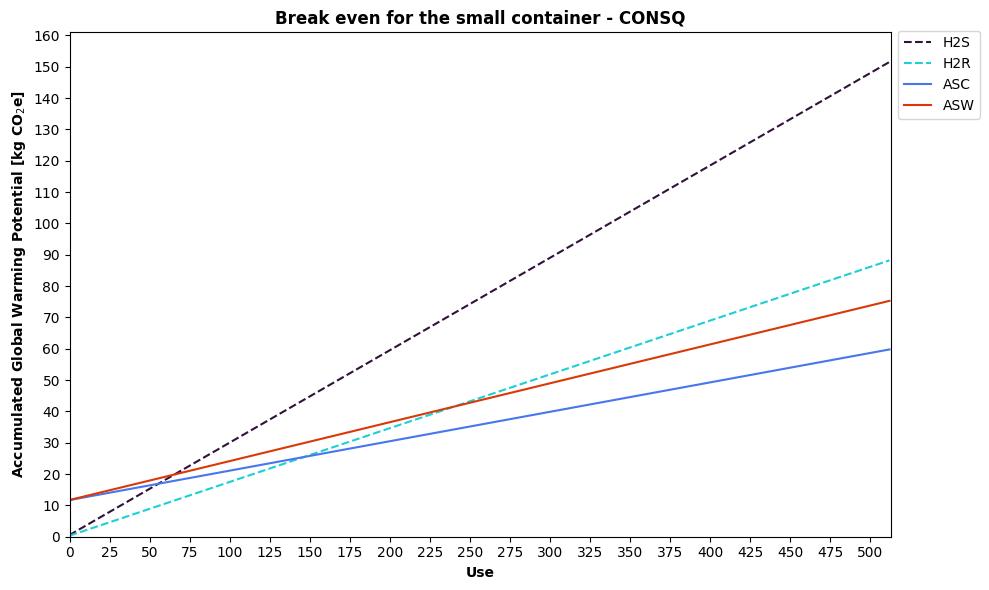 Break even for the small container - CONSQ
H2S
H2R
ASC
ASW
Accumulated Global Warming Potential [kg CO₂e]
160
150
140
130
120
110
100
90
80
70
60
50
40
30
20
10
0
0 25 50 75 100 125 150 175 200 225 250 275 300 325 350 375 400 425 450 475 500
Use